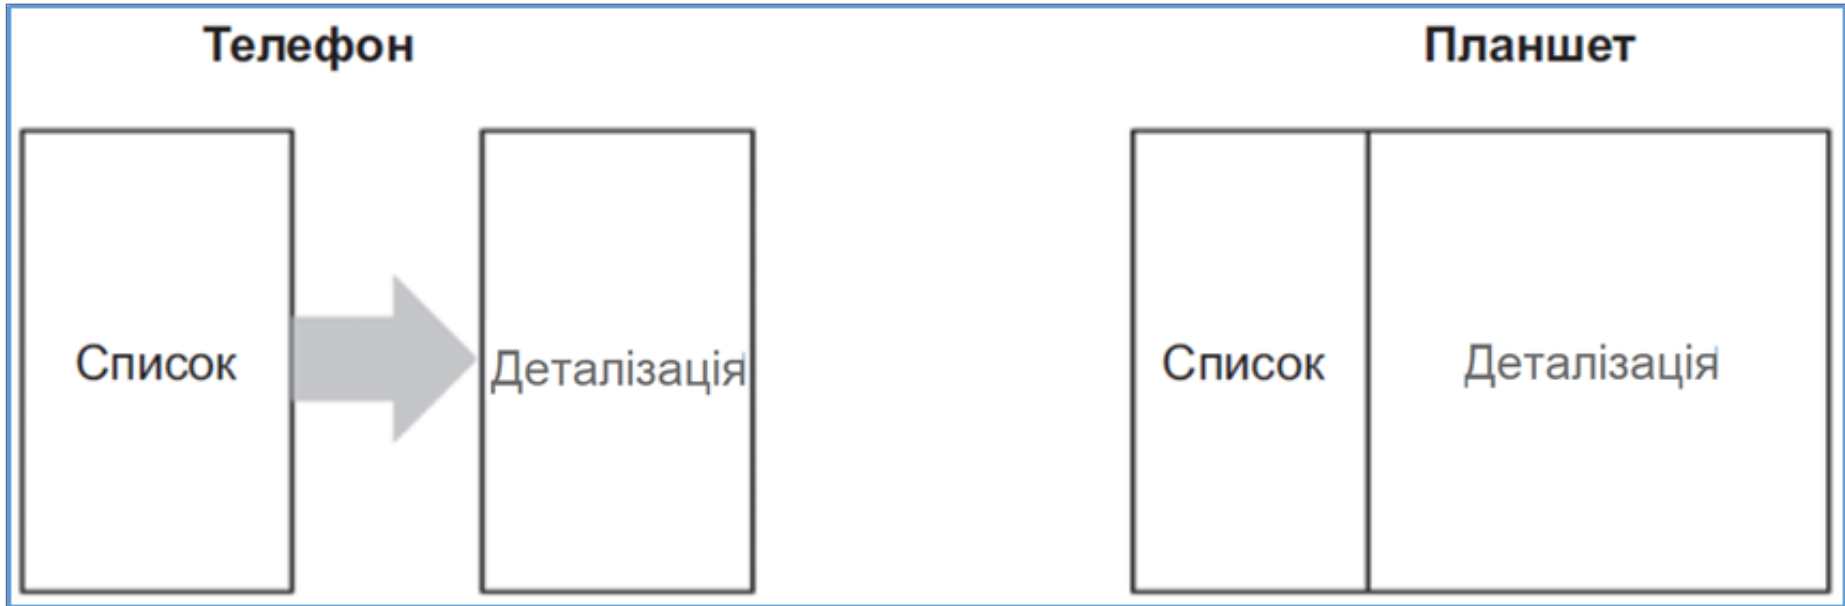 Телефон
Планшет
Список
Деталізація
Список
Деталізація